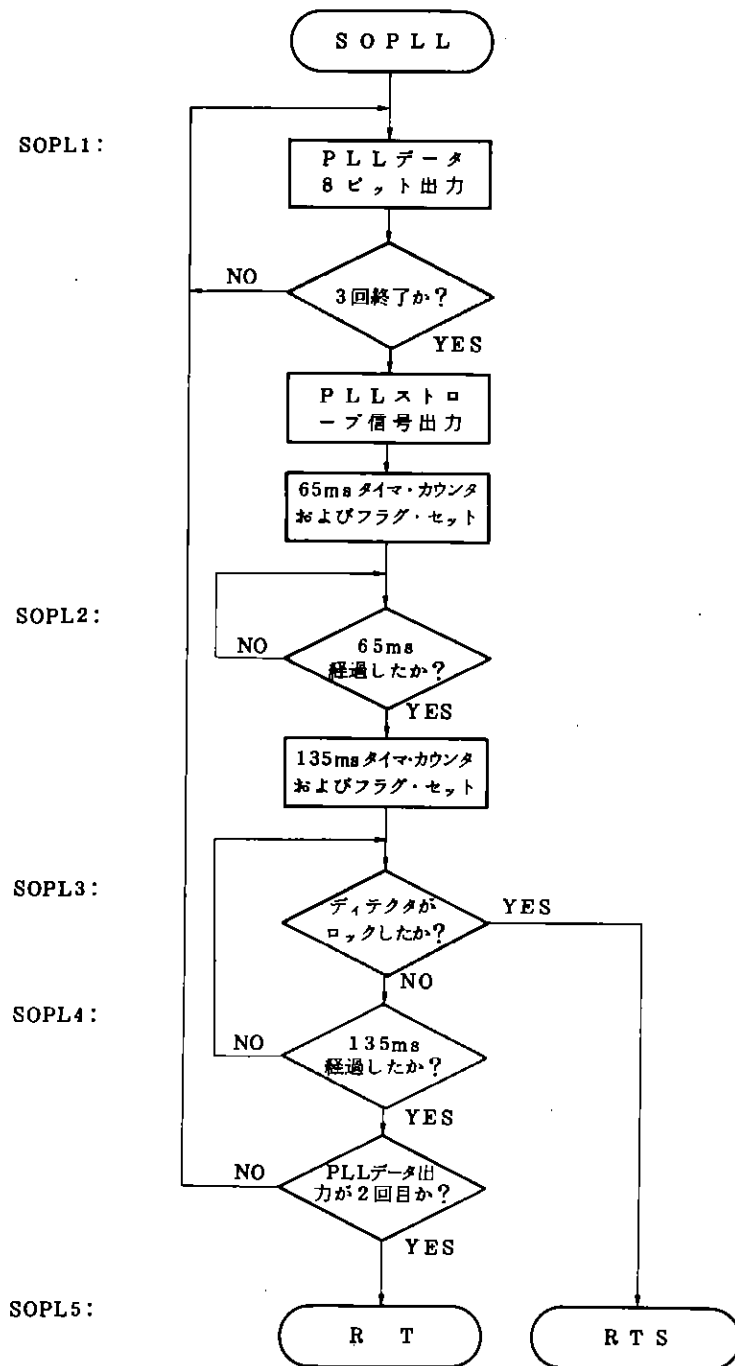 SOPLL
SOPL1:
PLLデータ
8ビット出力
NO
3回終了か?
YES
PLLストロ
ーブ信号出力
65msタイマ・カウンタ
およびフラグ・セット
SOPL2:
NO
65ms
経過したか?
YES
135msタイマ・カウンタ
およびフラグ・セット
SOPL3:
ディテクタが
ロックしたか?
YES
NO
SOPL4:
NO
135ms
経過したか?
YES
NO
PLLデータ出
力が2回目か?
YES
SOPL5:
RT
RTS